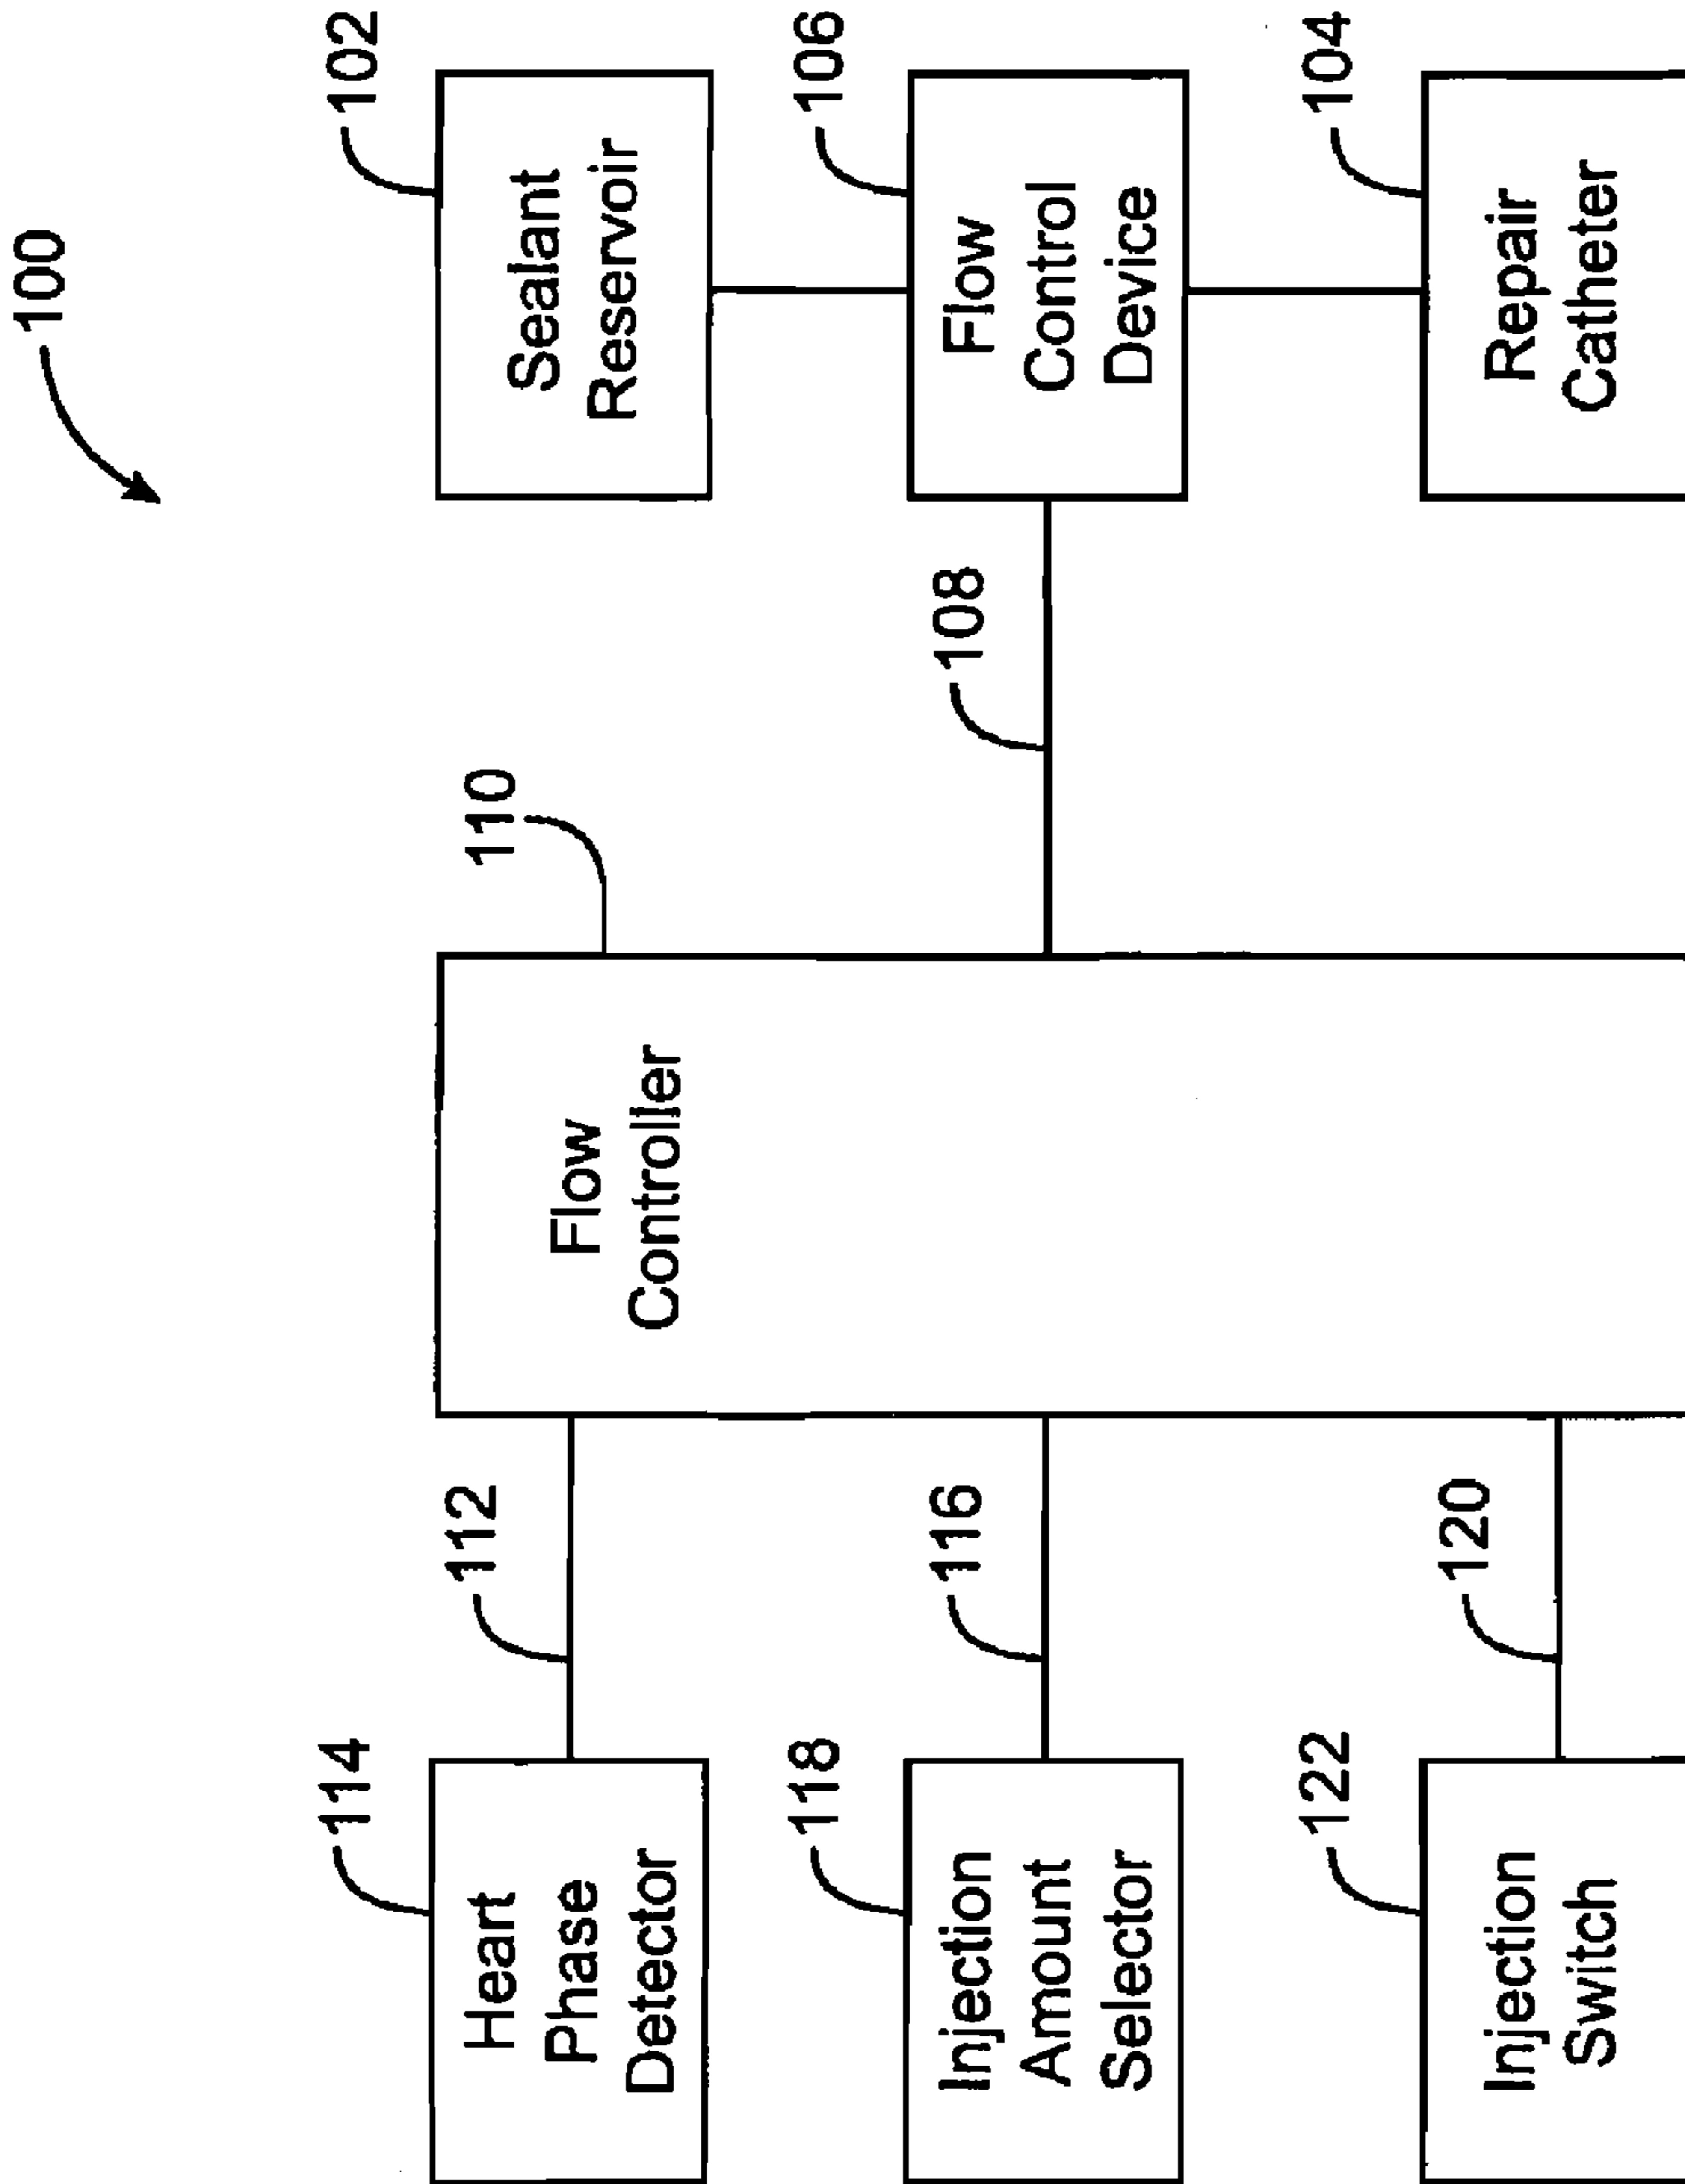 100
114
Heart
Phase
Detector
112
110
Flow
Controller
102
Sealant
Reservoir
118
Injection
Amount
Selector
116
108
106
Flow
Control
Device
122
Injection
Switch
120
104
Repair
Catheter